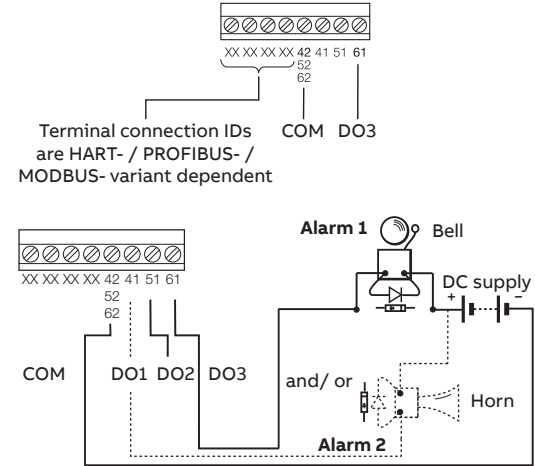 XX XX XX XX 42 41 51 61
52
62
Terminal connection IDs
are HART- / PROFIBUS- /
MODBUS- variant dependent
COM DO3
Alarm 1 Bell
DC supply
+ –
XX XX XX XX 42 41 51 61
52
62
COM DO1 DO2 DO3
and/ or
Horn
Alarm 2